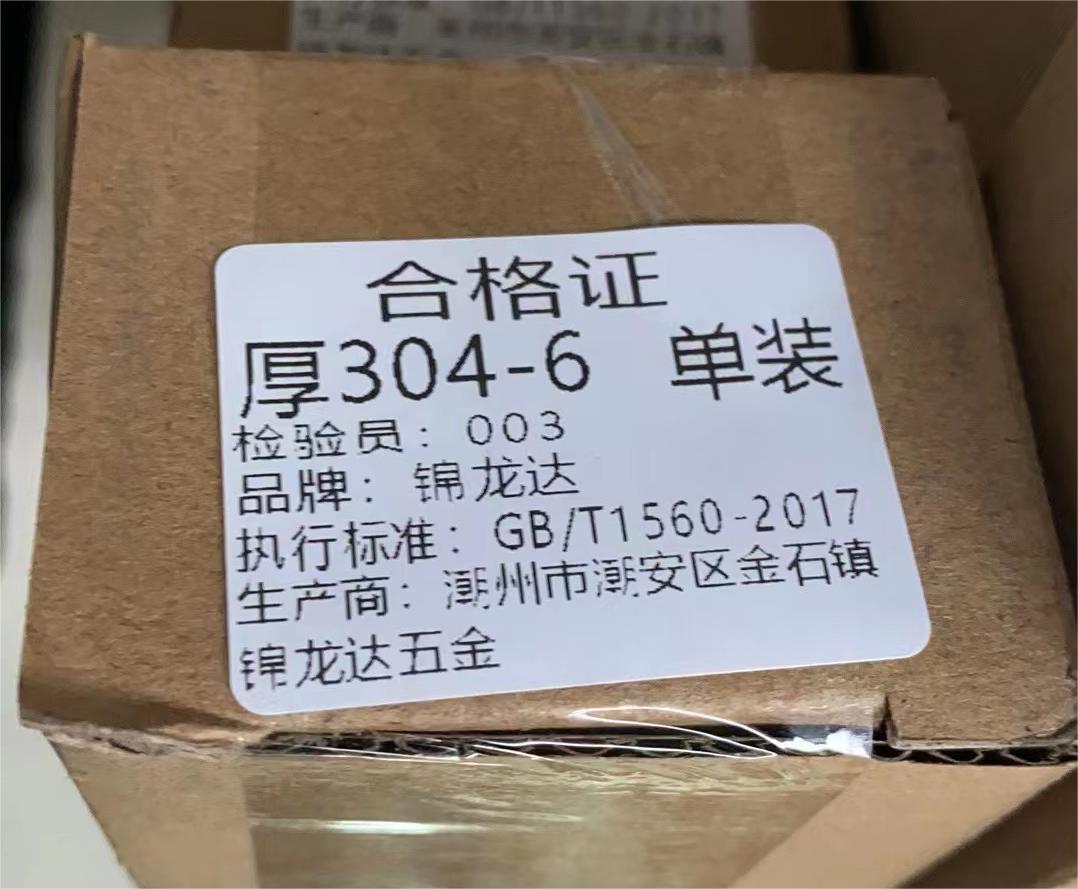 合格证
厚304-6 单装
检验员：003
品牌：锦龙达
执行标准：GB/T1560-2017
生产商：潮州市潮安区金石镇
锦龙达五金